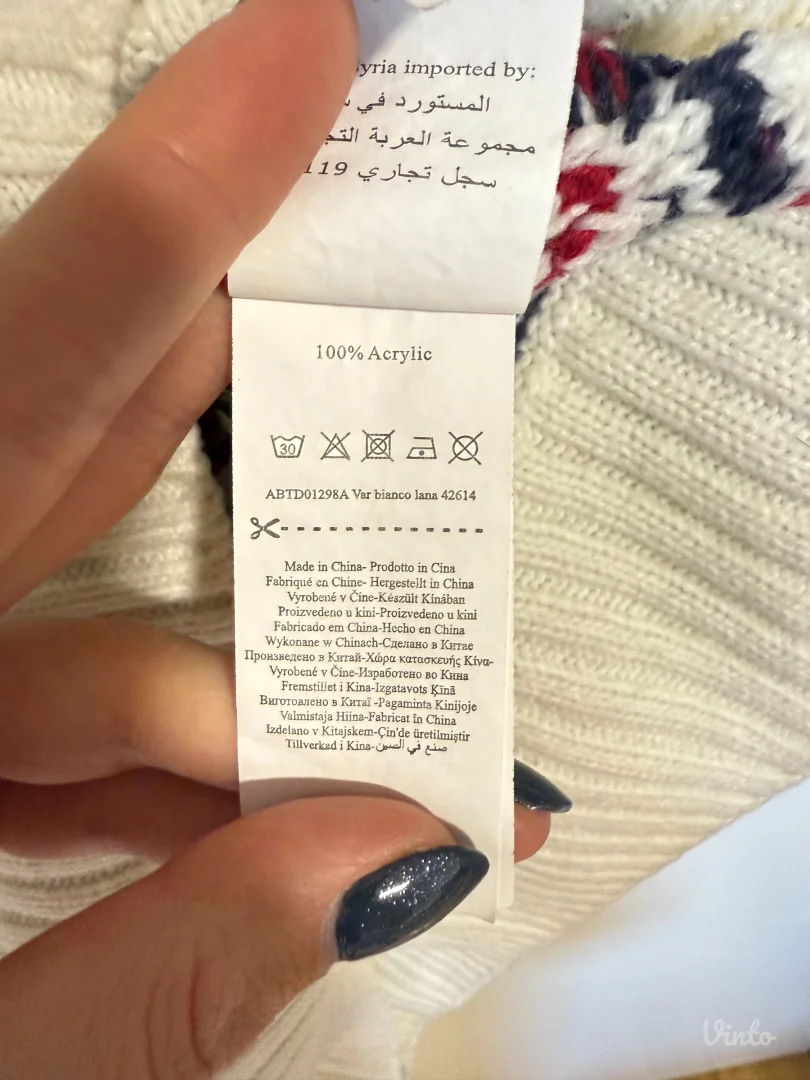 imported by:
المستورد في
مجموعة العربة
سجل تجاري 119
100% Acrylic
30
ABTD01298A Var bianco lana 42614
Made in China- Prodotto in Cina
Fabriqué en Chine- Hergestellt in China
Vyrobené v Číne-Készült Kínában
Proizvedeno u kini-Proizvedeno u kini
Fabricado em China-Hecho en China
Wykonane w Chinach-Сделано в Китае
Произведено в Китай-Χώρα κατασκευής Κίνα-
Vyrobené v Čine-Изработено во Кина
Fremstillet i Kina-Izgatavots Ķīnā
Виготовлено в Китаї -Pagaminta Kinijoje
Valmistaja Hiina-Fabricat în China
Izdelano v Kitajskem-Çin'de üretilmiştir
Tillverkad i Kina-صنع في الصين
Vinto